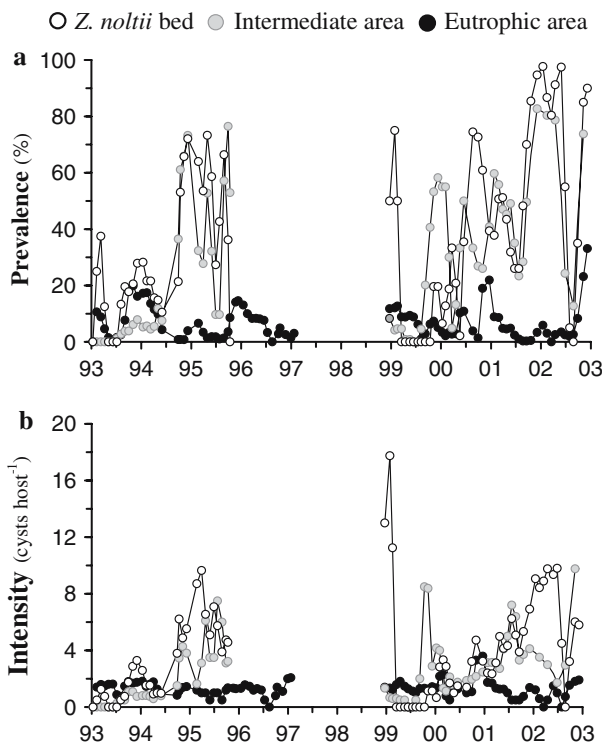 Z. noltii bed Intermediate area Eutrophic area
a
Prevalence (%)
100
80
60
40
20
0
93 94 95 96 97 98 99 00 01 02 03
b
Intensity (cysts host-1)
20
16
12
8
4
0
93 94 95 96 97 98 99 00 01 02 03